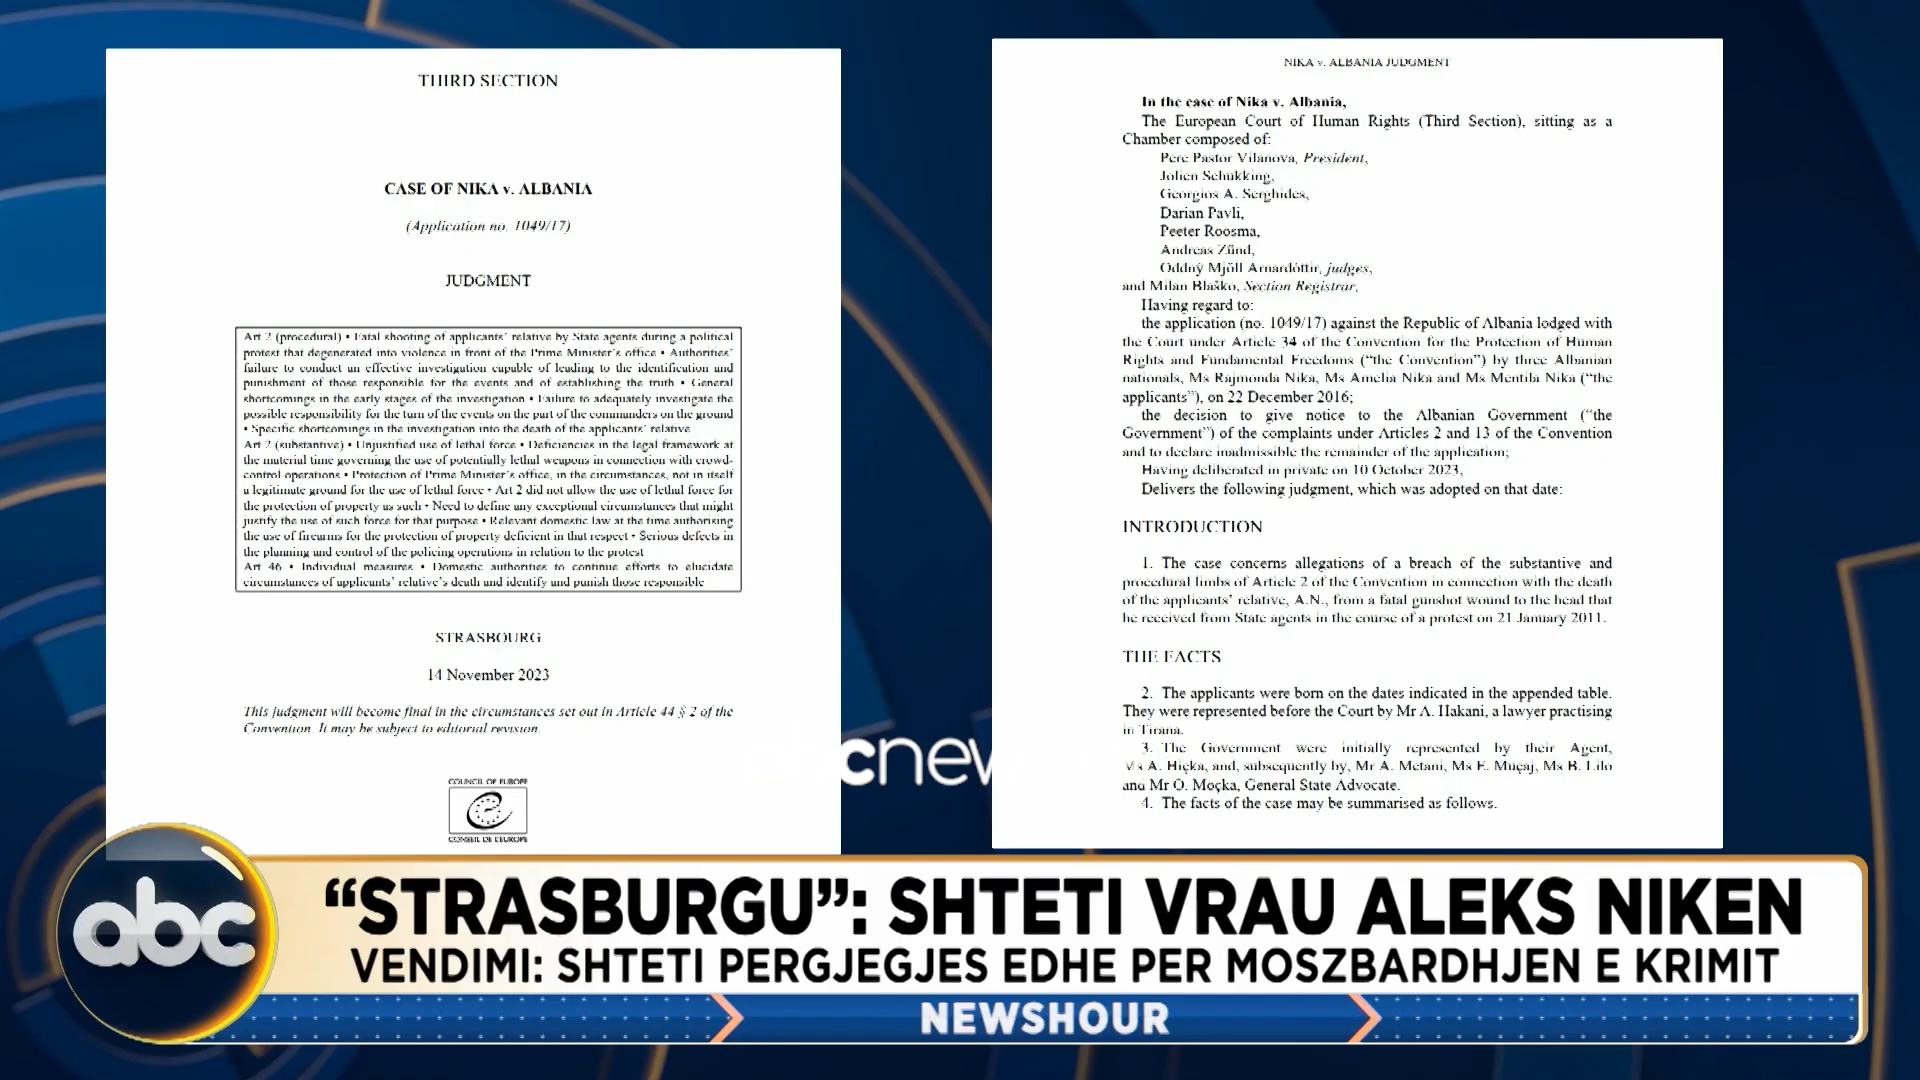 THIRD SECTION
CASE OF NIKA v. ALBANIA
(Application no. 1049/17)
JUDGMENT
Art 2 (procedural) • Fatal shooting of applicants’ relative by State agents during a political
protest that degenerated into violence in front of the Prime Minister’s office • Authorities’
failure to conduct an effective investigation capable of leading to the identification and
punishment of those responsible for the events and of establishing the truth • General
shortcomings in the early stages of the investigation • Failure to adequately investigate the
possible responsibility for the turn of the events on the part of the commanders on the ground
• Specific shortcomings in the investigation into the death of the applicants’ relative
Art 2 (substantive) • Unjustified use of lethal force • Deficiencies in the legal framework at
the material time governing the use of potentially lethal weapons in connection with crowd-
control operations • Protection of Prime Minister’s office, in the circumstances, not in itself
a legitimate ground for the use of lethal force • Art 2 did not allow the use of lethal force for
the protection of property as such • Need to define any exceptional circumstances that might
justify the use of such force for that purpose • Relevant domestic law at the time authorising
the use of firearms for the protection of property deficient in that respect • Serious defects in
the planning and control of the policing operations in relation to the protest
Art 46 • Individual measures • Domestic authorities to continue efforts to elucidate
circumstances of applicants’ relative’s death and identify and punish those responsible
STRASBOURG
14 November 2023
This judgment will become final in the circumstances set out in Article 44 § 2 of the
Convention. It may be subject to editorial revision.
COUNCIL OF EUROPE
CONSEIL DE L'EUROPE
NIKA v. ALBANIA JUDGMENT
In the case of Nika v. Albania,
The European Court of Human Rights (Third Section), sitting as a
Chamber composed of:
Pere Pastor Vilanova, President,
Jolien Schukking,
Georgios A. Serghides,
Darian Pavli,
Peeter Roosma,
Andreas Zünd,
Oddný Mjöll Arnardóttir, judges,
and Milan Blaško, Section Registrar,
Having regard to:
the application (no. 1049/17) against the Republic of Albania lodged with
the Court under Article 34 of the Convention for the Protection of Human
Rights and Fundamental Freedoms (“the Convention”) by three Albanian
nationals, Ms Rajmonda Nika, Ms Amelia Nika and Ms Mentila Nika (“the
applicants”), on 22 December 2016;
the decision to give notice to the Albanian Government (“the
Government”) of the complaints under Articles 2 and 13 of the Convention
and to declare inadmissible the remainder of the application;
Having deliberated in private on 10 October 2023,
Delivers the following judgment, which was adopted on that date:
INTRODUCTION
1. The case concerns allegations of a breach of the substantive and
procedural limbs of Article 2 of the Convention in connection with the death
of the applicants’ relative, A.N., from a fatal gunshot wound to the head that
he received from State agents in the course of a protest on 21 January 2011.
THE FACTS
2. The applicants were born on the dates indicated in the appended table.
They were represented before the Court by Mr A. Hakani, a lawyer practising
in Tirana.
3. The Government were initially represented by their Agent,
Ms A. Hiçka, and, subsequently by, Mr A. Metani, Ms E. Muçaj, Ms B. Lilo
and Mr O. Moçka, General State Advocate.
4. The facts of the case may be summarised as follows.
cnew
abc
“STRASBURGU”: SHTETI VRAU ALEKS NIKEN
VENDIMI: SHTETI PERGJEGJES EDHE PER MOSZBARDHJEN E KRIMIT
NEWSHOUR